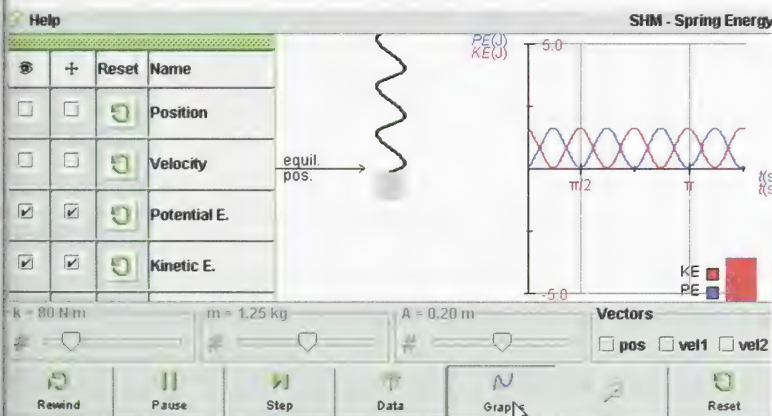 Help
SHM - Spring Energy
Reset Name
Position
Velocity
Potential E.
Kinetic E.
equil.
pos.
PE(J)
KE(J)
5.0
π/2
π
KE
PE
-5.0
k = 80 N·m
m = 1.25 kg
A = 0.20 m
Vectors
pos vel1 vel2
Rewind Pause Step Data Reset